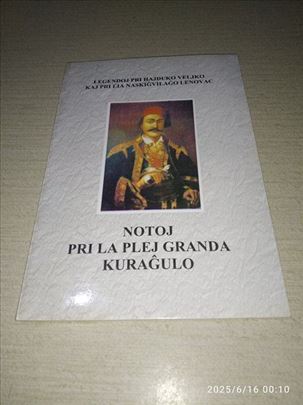 LEGENDOJ PRI HAJDUKO VELJKO
KAJ PRI LIA NASKIĜVILAĜO LENOVAC
NOTOJ
PRI LA PLEJ GRANDA
KURAĜULO
2025/6/16 00:10